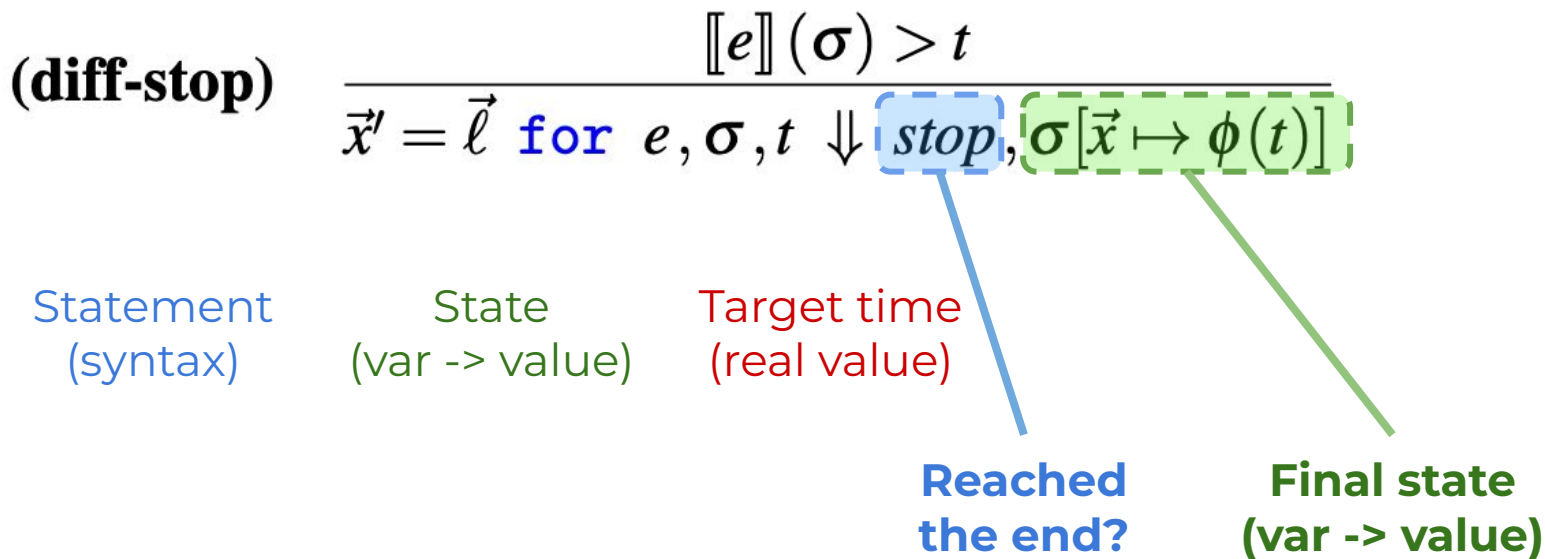 ⟦e⟧(σ) > t
(diff-stop)
x⃗′ = ℓ⃗ for e, σ, t ⇓ stop, σ[x⃗ ↦ ϕ(t)]
Statement
(syntax)
State
(var -> value)
Target time
(real value)
Reached
the end?
Final state
(var -> value)